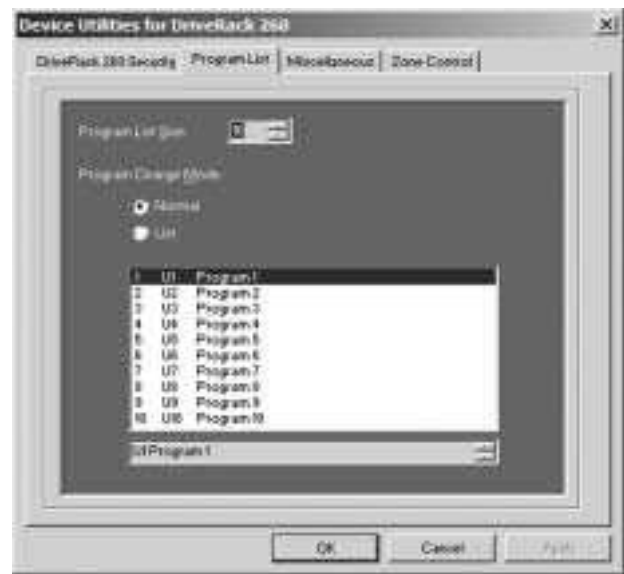 Device Utilities for DriveRack 260
DriveRack 260 Security Program List Miscellaneous Zone Control
Program List Size
Program Change Mode
Normal
List
1 U1 Program 1
2 U2 Program 2
3 U3 Program 3
4 U4 Program 4
5 U5 Program 5
6 U6 Program 6
7 U7 Program 7
8 U8 Program 8
9 U9 Program 9
10 U10 Program 10
U1 Program 1
OK Cancel Apply